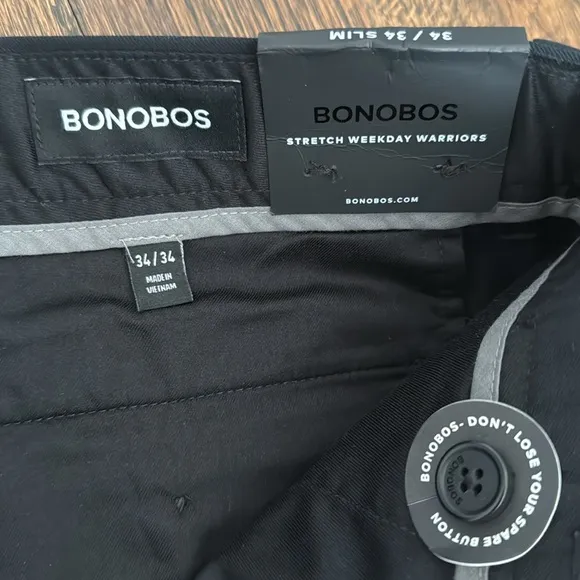 34 / 34 SLIM
BONOBOS
BONOBOS
STRETCH WEEKDAY WARRIORS
BONOBOS.COM
34/34
MADE IN
VIETNAM
BONOBOS- DON'T LOSE YOUR SPARE BUTTON
BONOBOS